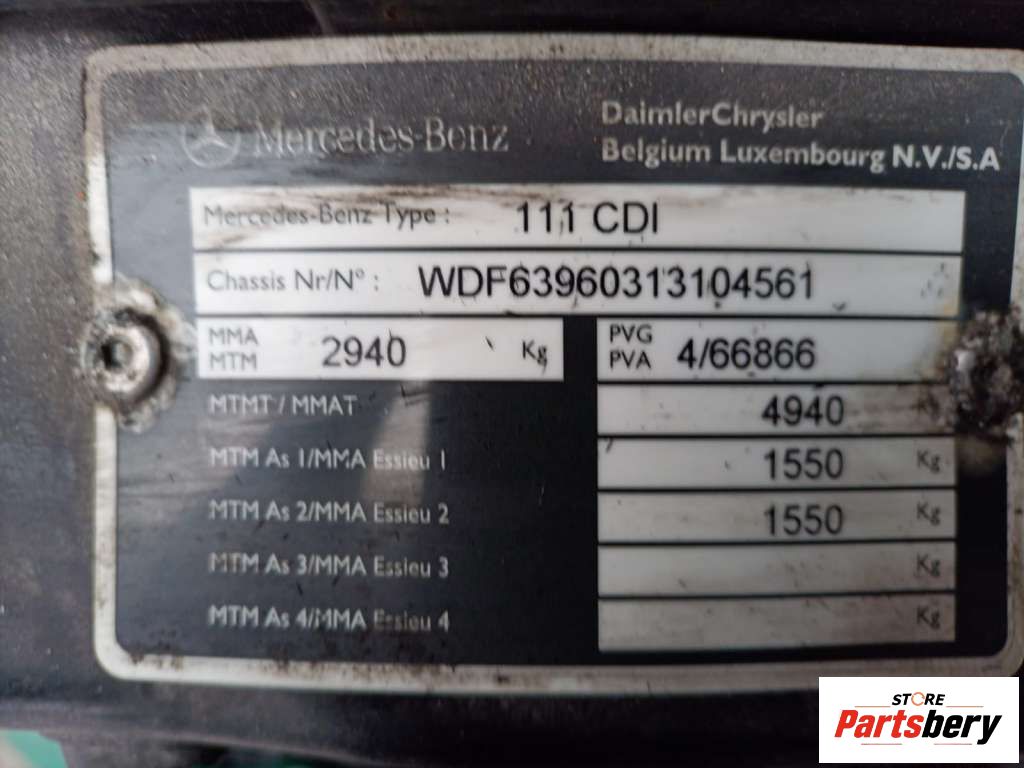 Mercedes-Benz
DaimlerChrysler
Belgium Luxembourg N.V./S.A
Mercedes-Benz Type : 111 CDI
Chassis Nr/N° : WDF63960313104561
MMA
MTM 2940 Kg
PVG
PVA 4/66866
MTMT / MMAT 4940
MTM As 1/MMA Essieu 1 1550 Kg
MTM As 2/MMA Essieu 2 1550 Kg
MTM As 3/MMA Essieu 3 Kg
MTM As 4/MMA Essieu 4 Kg
STORE
Partsbery